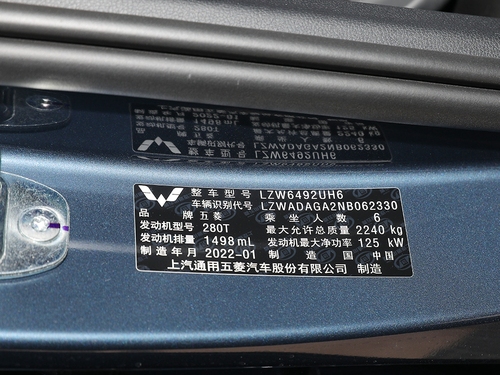 整车型号 LZW6492UH6
车辆识别代号 LZWADAGA2NB062330
品牌 五菱 乘坐人数 6
发动机型号 280T 最大允许总质量 2240 kg
发动机排量 1498 mL 发动机最大净功率 125 kW
制造年月 2022-01 制造国 中国
上汽通用五菱汽车股份有限公司 制造